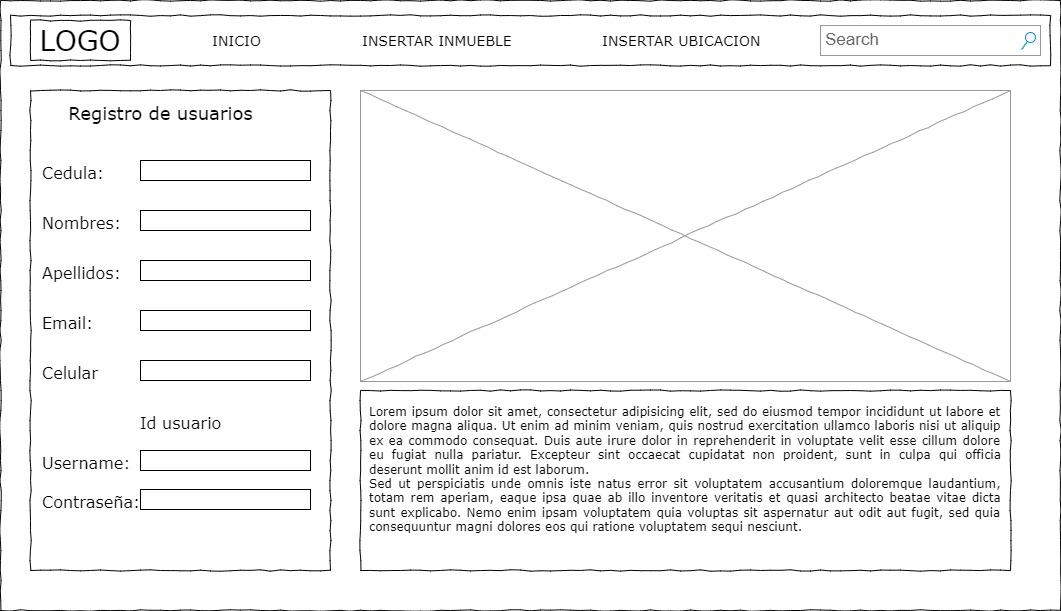 LOGO
INICIO
INSERTAR INMUEBLE
INSERTAR UBICACION
Search
Registro de usuarios
Cedula:
Nombres:
Apellidos:
Email:
Celular
Id usuario
Username:
Contraseña:
Lorem ipsum dolor sit amet, consectetur adipisicing elit, sed do eiusmod tempor incididunt ut labore et
dolore magna aliqua. Ut enim ad minim veniam, quis nostrud exercitation ullamco laboris nisi ut aliquip
ex ea commodo consequat. Duis aute irure dolor in reprehenderit in voluptate velit esse cillum dolore
eu fugiat nulla pariatur. Excepteur sint occaecat cupidatat non proident, sunt in culpa qui officia
deserunt mollit anim id est laborum.
Sed ut perspiciatis unde omnis iste natus error sit voluptatem accusantium doloremque laudantium,
totam rem aperiam, eaque ipsa quae ab illo inventore veritatis et quasi architecto beatae vitae dicta
sunt explicabo. Nemo enim ipsam voluptatem quia voluptas sit aspernatur aut odit aut fugit, sed quia
consequuntur magni dolores eos qui ratione voluptatem sequi nesciunt.